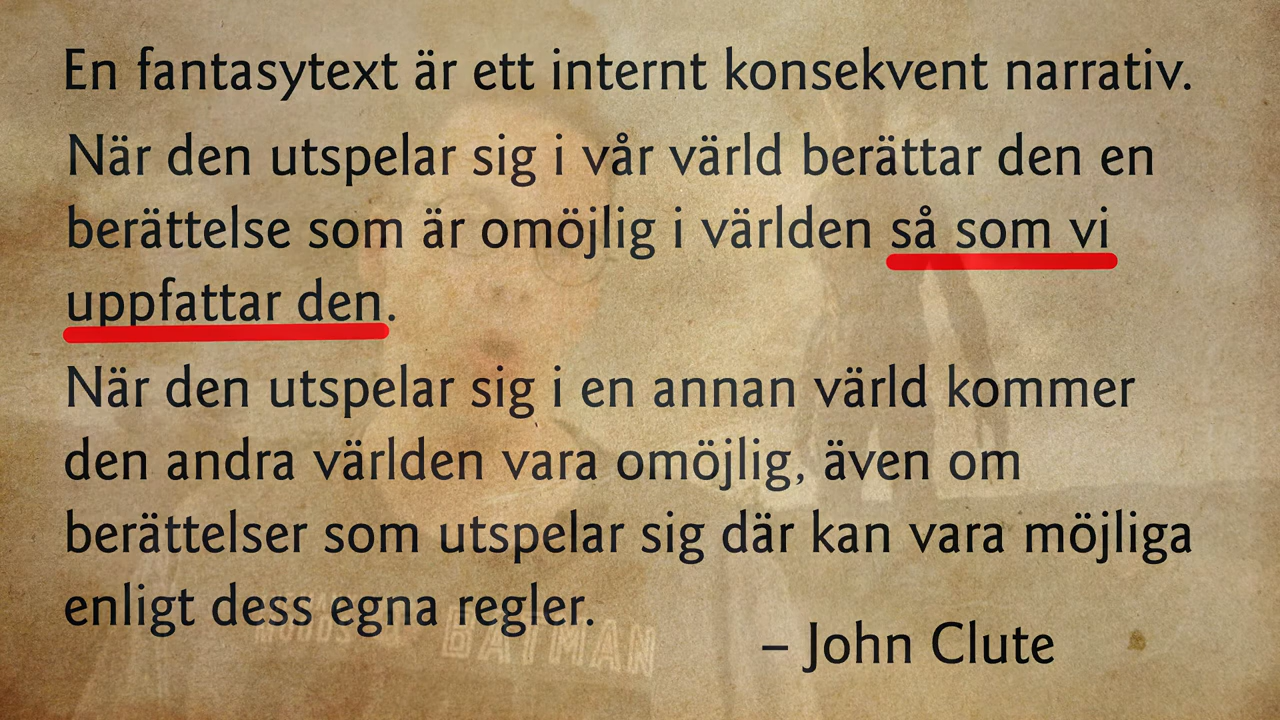 En fantasytext är ett internt konsekvent narrativ.
När den utspelar sig i vår värld berättar den en
berättelse som är omöjlig i världen så som vi
uppfattar den.
När den utspelar sig i en annan värld kommer
den andra världen vara omöjlig, även om
berättelser som utspelar sig där kan vara möjliga
enligt dess egna regler.
BATMAN
– John Clute